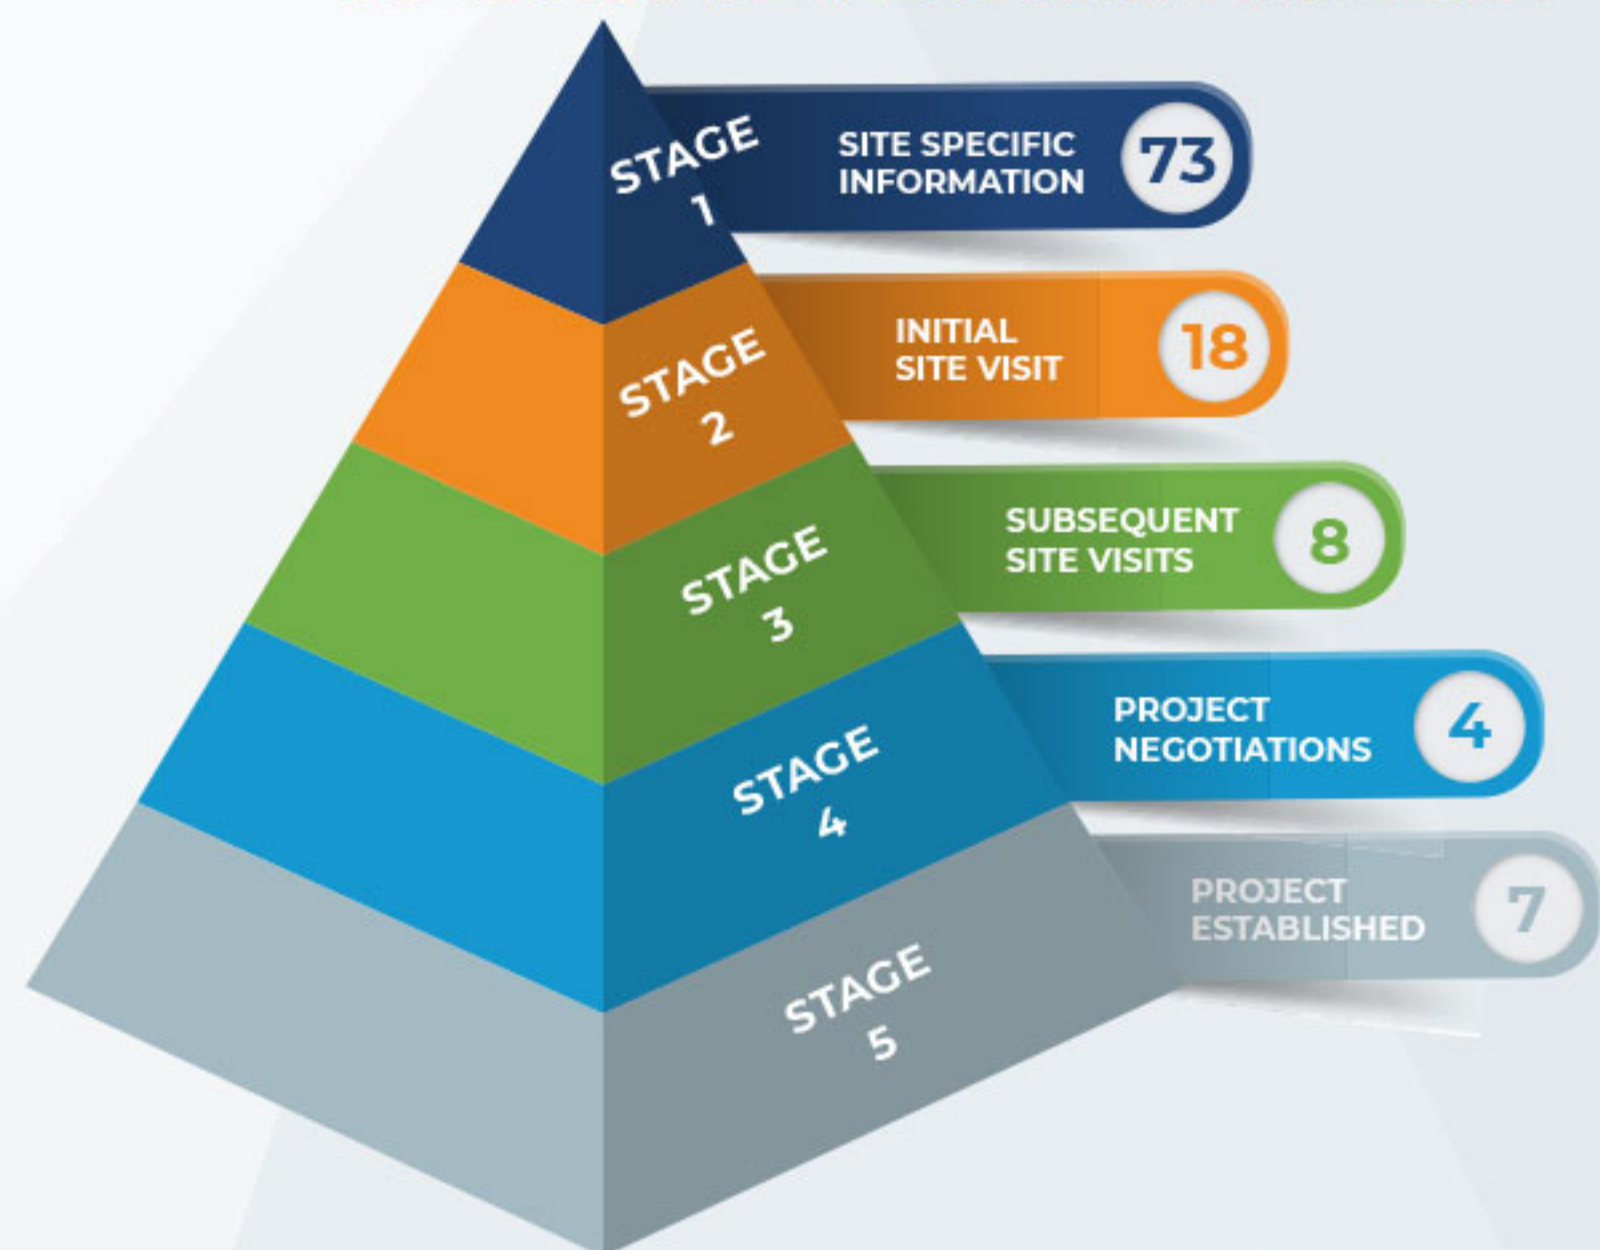 STAGE
1
SITE SPECIFIC
INFORMATION
73
STAGE
2
INITIAL
SITE VISIT
18
STAGE
3
SUBSEQUENT
SITE VISITS
8
STAGE
4
PROJECT
NEGOTIATIONS
4
STAGE
5
PROJECT
ESTABLISHED
7